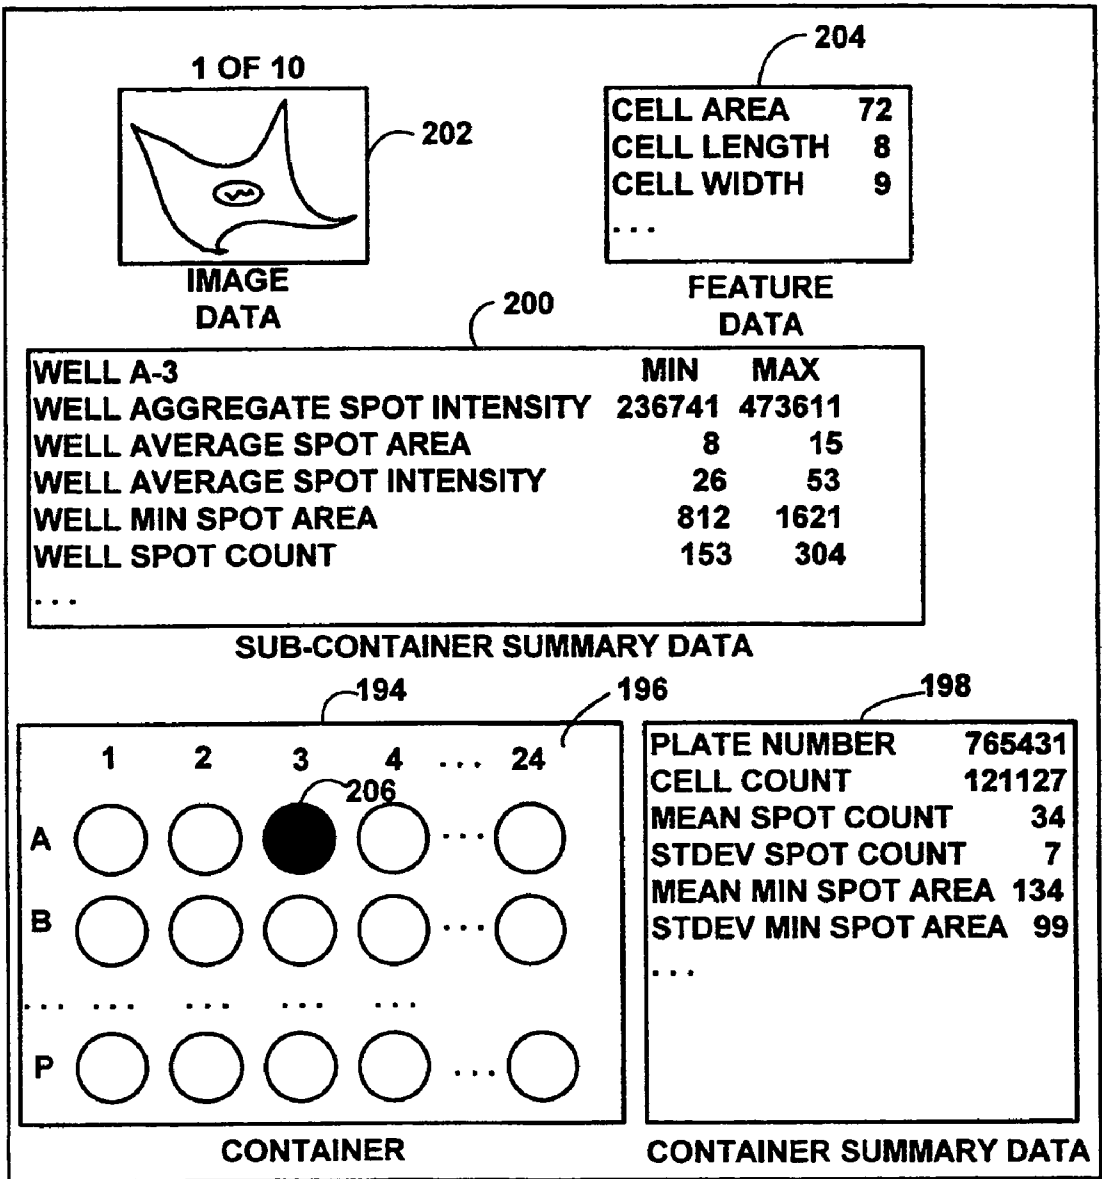 204
1 OF 10
202
IMAGE
DATA
CELL AREA 72
CELL LENGTH 8
CELL WIDTH 9
. . .
FEATURE
DATA
200
WELL A-3 MIN MAX
WELL AGGREGATE SPOT INTENSITY 236741 473611
WELL AVERAGE SPOT AREA 8 15
WELL AVERAGE SPOT INTENSITY 26 53
WELL MIN SPOT AREA 812 1621
WELL SPOT COUNT 153 304
. . .
SUB-CONTAINER SUMMARY DATA
194
196
1 2 3 4 . . . 24
206
A . . .
B . . .
. . . . . . . . . . . . . . .
P . . .
CONTAINER
198
PLATE NUMBER 765431
CELL COUNT 121127
MEAN SPOT COUNT 34
STDEV SPOT COUNT 7
MEAN MIN SPOT AREA 134
STDEV MIN SPOT AREA 99
. . .
CONTAINER SUMMARY DATA